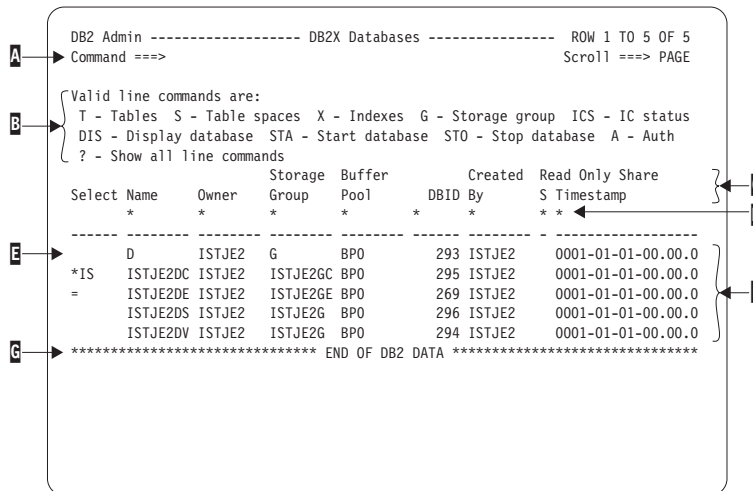 DB2 Admin ------------------- DB2X Databases ---------------- ROW 1 TO 5 OF 5
A Command ===> Scroll ===> PAGE
Valid line commands are:
T - Tables S - Table spaces X - Indexes G - Storage group ICS - IC status
B DIS - Display database STA - Start database STO - Stop database A - Auth
? - Show all line commands
Storage Buffer Created Read Only Share
Select Name Owner Group Pool DBID By S Timestamp
* * * * * * * *
------ -------- -------- -------- -------- ------ -------- - ------------------
E D ISTJE2 G BP0 293 ISTJE2 0001-01-01-00.00.0
*IS ISTJE2DC ISTJE2 ISTJE2GC BP0 295 ISTJE2 0001-01-01-00.00.0
= ISTJE2DE ISTJE2 ISTJE2GE BP0 269 ISTJE2 0001-01-01-00.00.0
ISTJE2DS ISTJE2 ISTJE2G BP0 296 ISTJE2 0001-01-01-00.00.0
ISTJE2DV ISTJE2 ISTJE2G BP0 294 ISTJE2 0001-01-01-00.00.0
G ******************************* END OF DB2 DATA *******************************